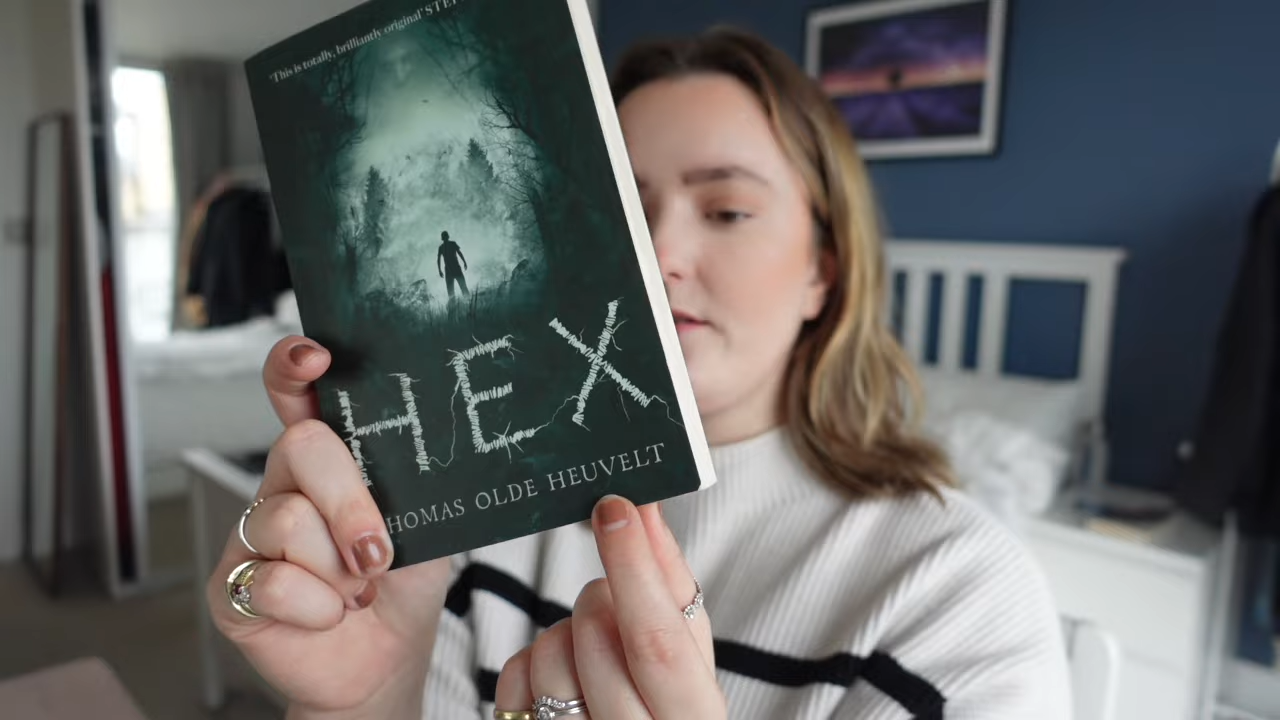 'This is totally, brilliantly original'
HEX
HOMAS OLDE HEUVELT